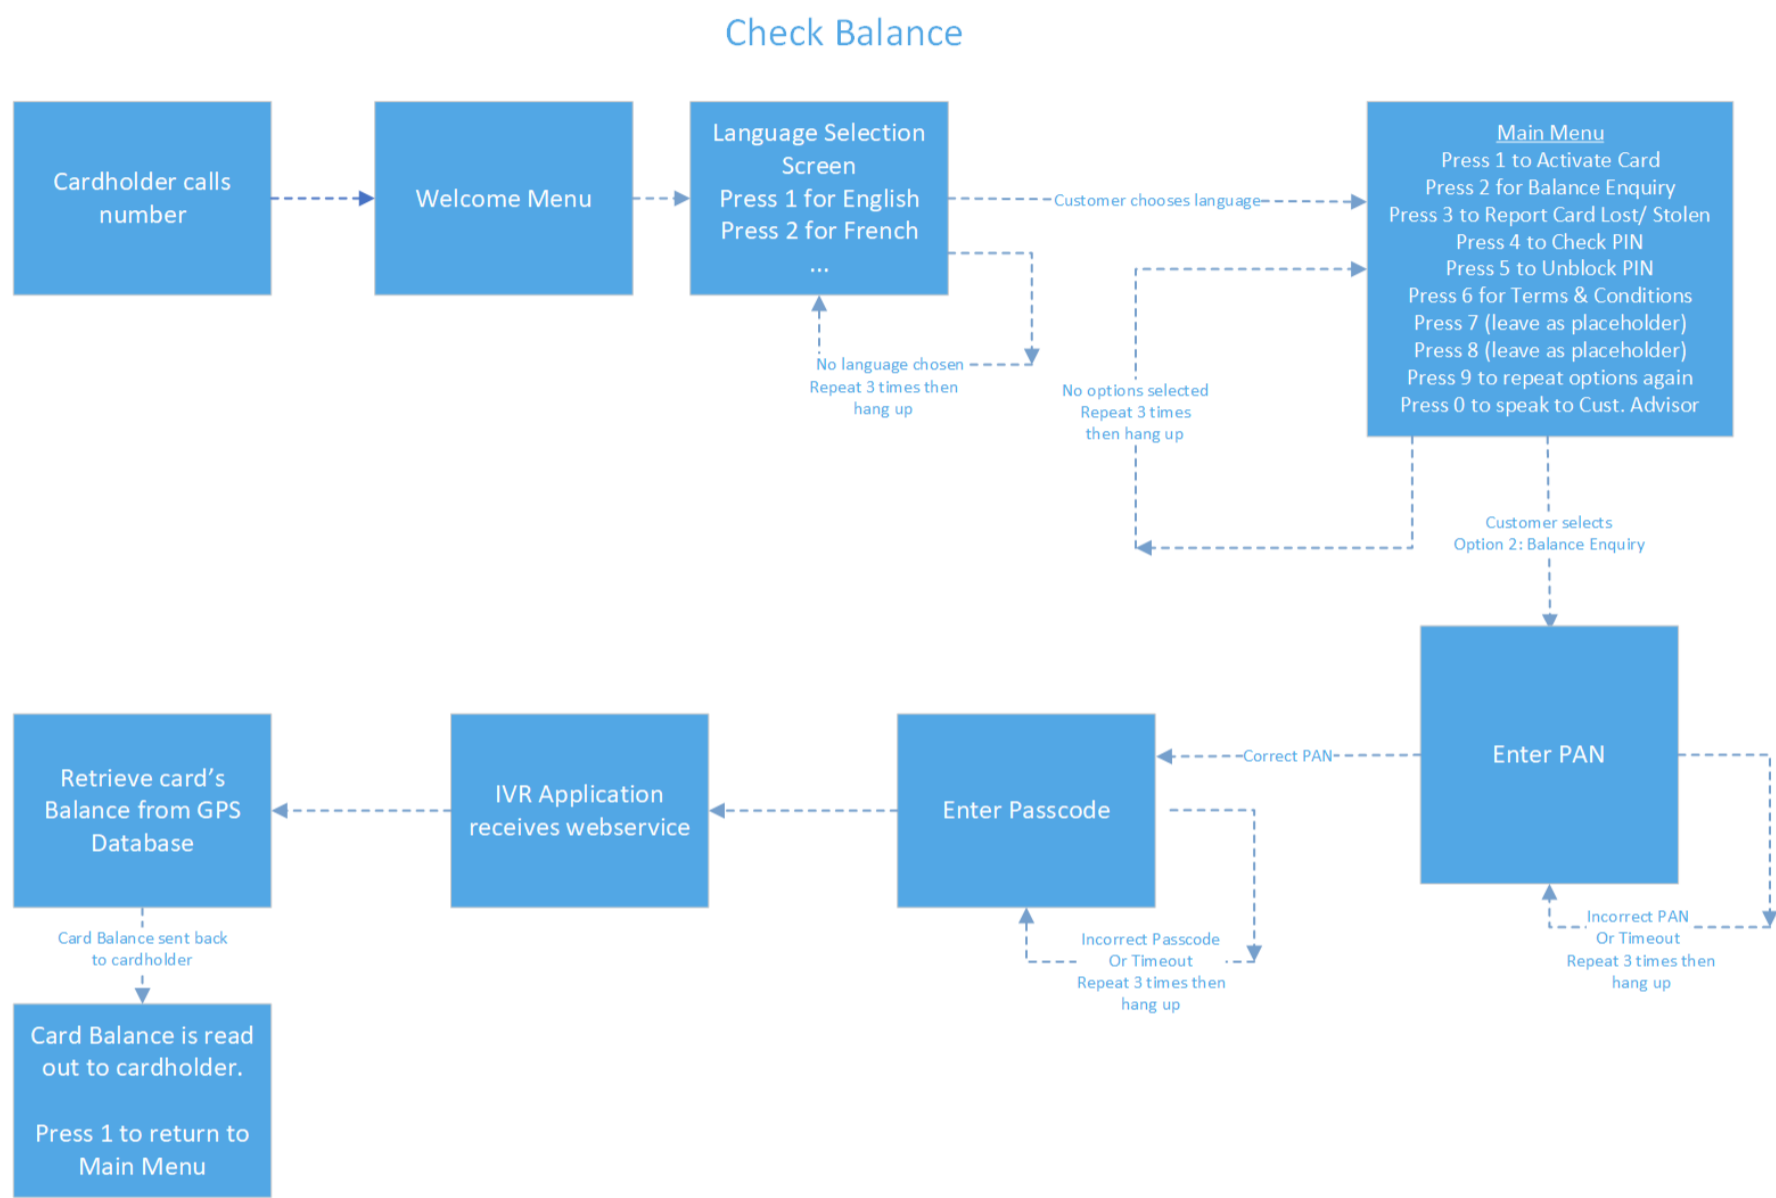 Check Balance
Cardholder calls
number
Welcome Menu
Language Selection
Screen
Press 1 for English
Press 2 for French
...
Customer chooses language
Main Menu
Press 1 to Activate Card
Press 2 for Balance Enquiry
Press 3 to Report Card Lost/ Stolen
Press 4 to Check PIN
Press 5 to Unblock PIN
Press 6 for Terms & Conditions
Press 7 (leave as placeholder)
Press 8 (leave as placeholder)
Press 9 to repeat options again
Press 0 to speak to Cust. Advisor
No language chosen
Repeat 3 times then
hang up
No options selected
Repeat 3 times
then hang up
Customer selects
Option 2: Balance Enquiry
Enter PAN
Correct PAN
Incorrect PAN
Or Timeout
Repeat 3 times then
hang up
Enter Passcode
Incorrect Passcode
Or Timeout
Repeat 3 times then
hang up
IVR Application
receives webservice
Retrieve card’s
Balance from GPS
Database
Card Balance sent back
to cardholder
Card Balance is read
out to cardholder.
Press 1 to return to
Main Menu